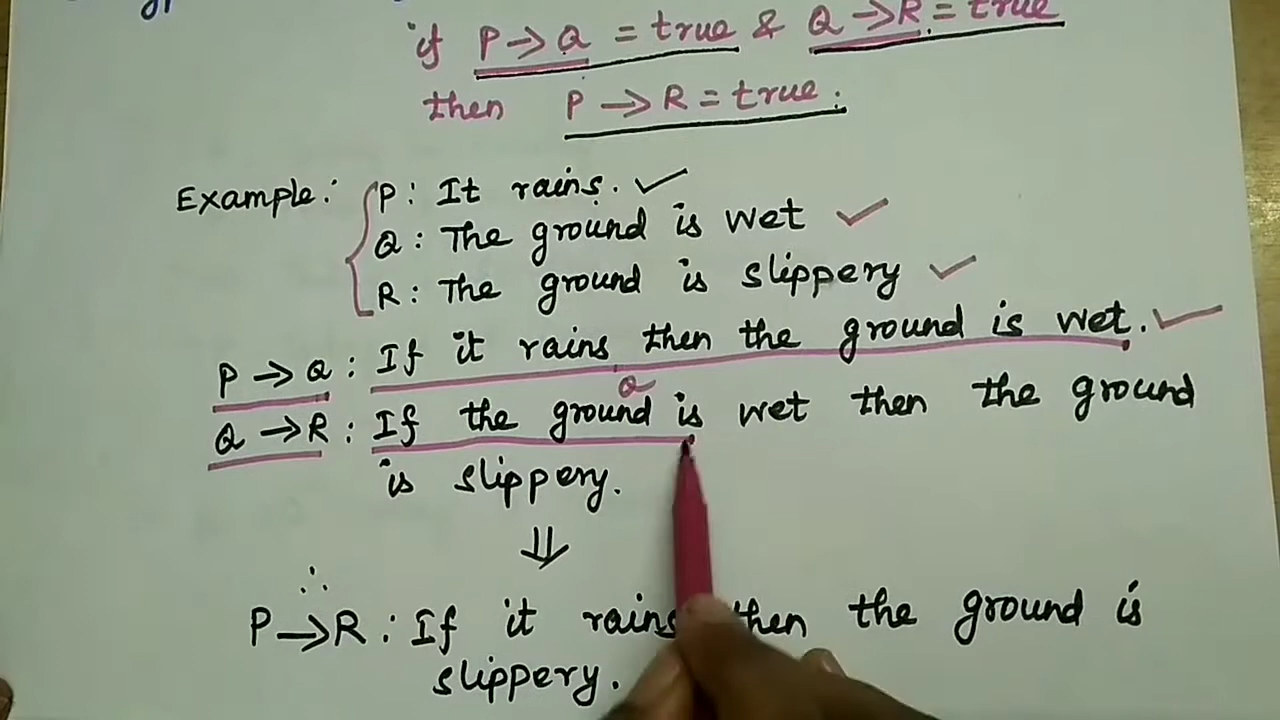 if P → Q = true & Q → R = true
then P → R = true.
Example: P: It rains.
Q: The ground is wet
R: The ground is slippery
P → Q: If it rains then the ground is wet.
Q
Q → R: If the ground is wet then the ground
is slippery.
⇓
∴
P → R: If it rains then the ground is
slippery.